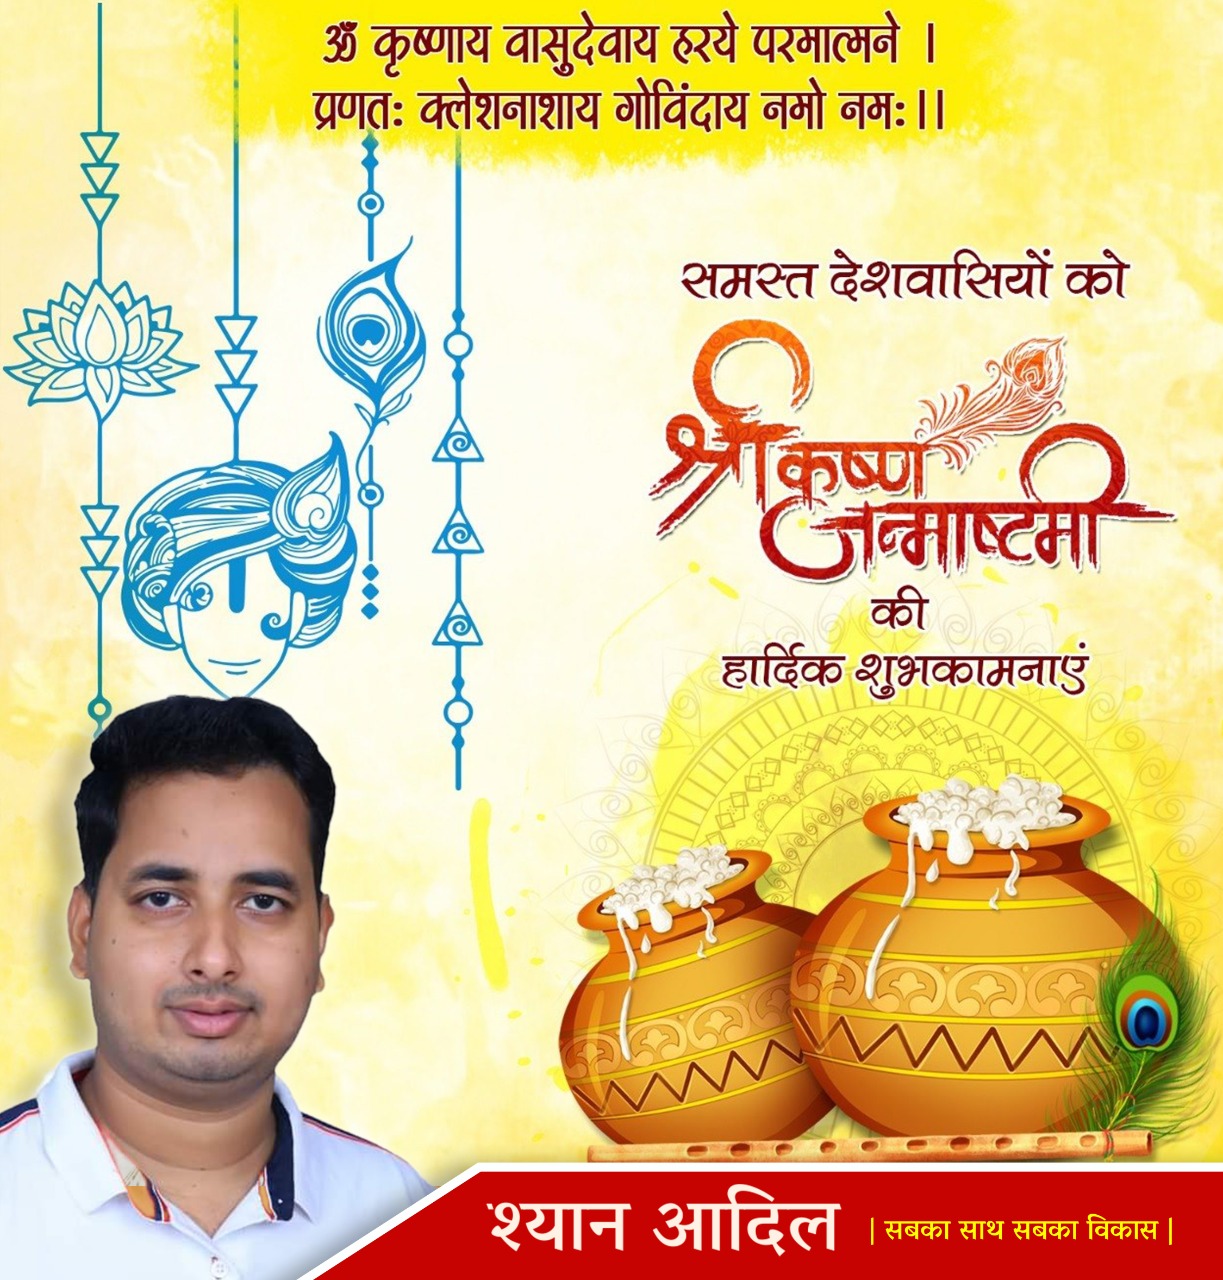 ॐ कृष्णाय वासुदेवाय हरये परमात्मने ।
प्रणतः क्लेशनाशाय गोविंदाय नमो नमः।।
समस्त देशवासियों को
श्रीकृष्ण
जन्माष्टमी
की
हार्दिक शुभकामनाएं
श्यान आदिल
| सबका साथ सबका विकास |